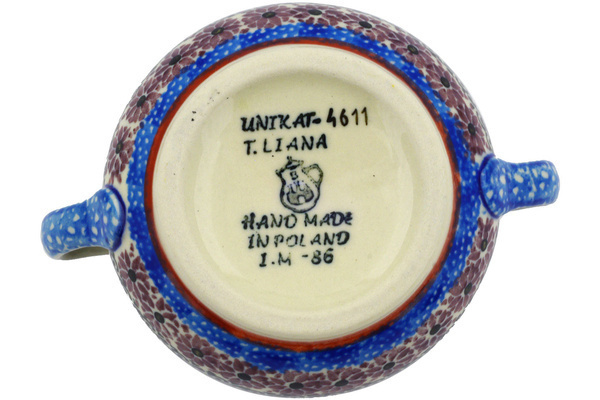 UNIKAT-4611
T.LIANA
B
HAND MADE
IN POLAND
I.M -86